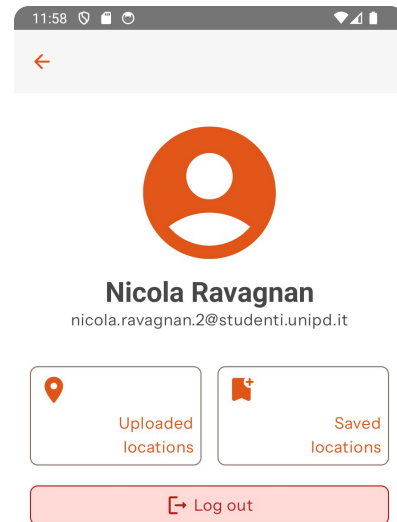 11:58
Nicola Ravagnan
nicola.ravagnan.2@studenti.unipd.it
Uploaded
locations
Saved
locations
Log out